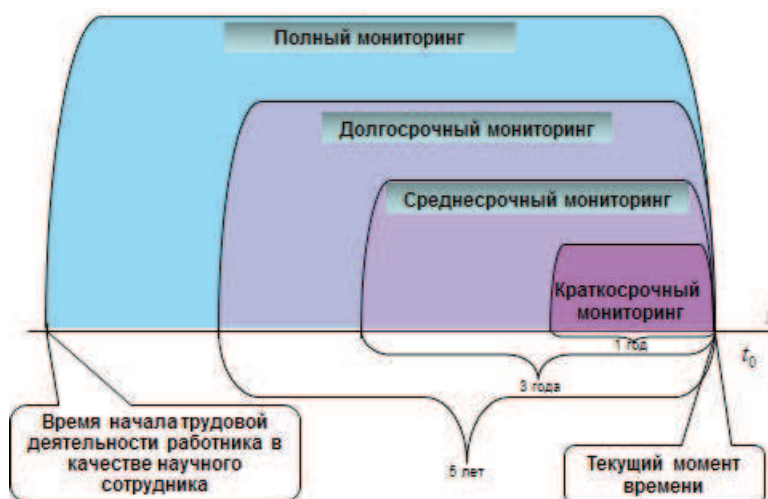 Полный мониторинг
Долгосрочный мониторинг
Среднесрочный мониторинг
Краткосрочный
мониторинг
1 год
t0
3 года
5 лет
Время начала трудовой
деятельности работника в
качестве научного
сотрудника
Текущий момент
времени